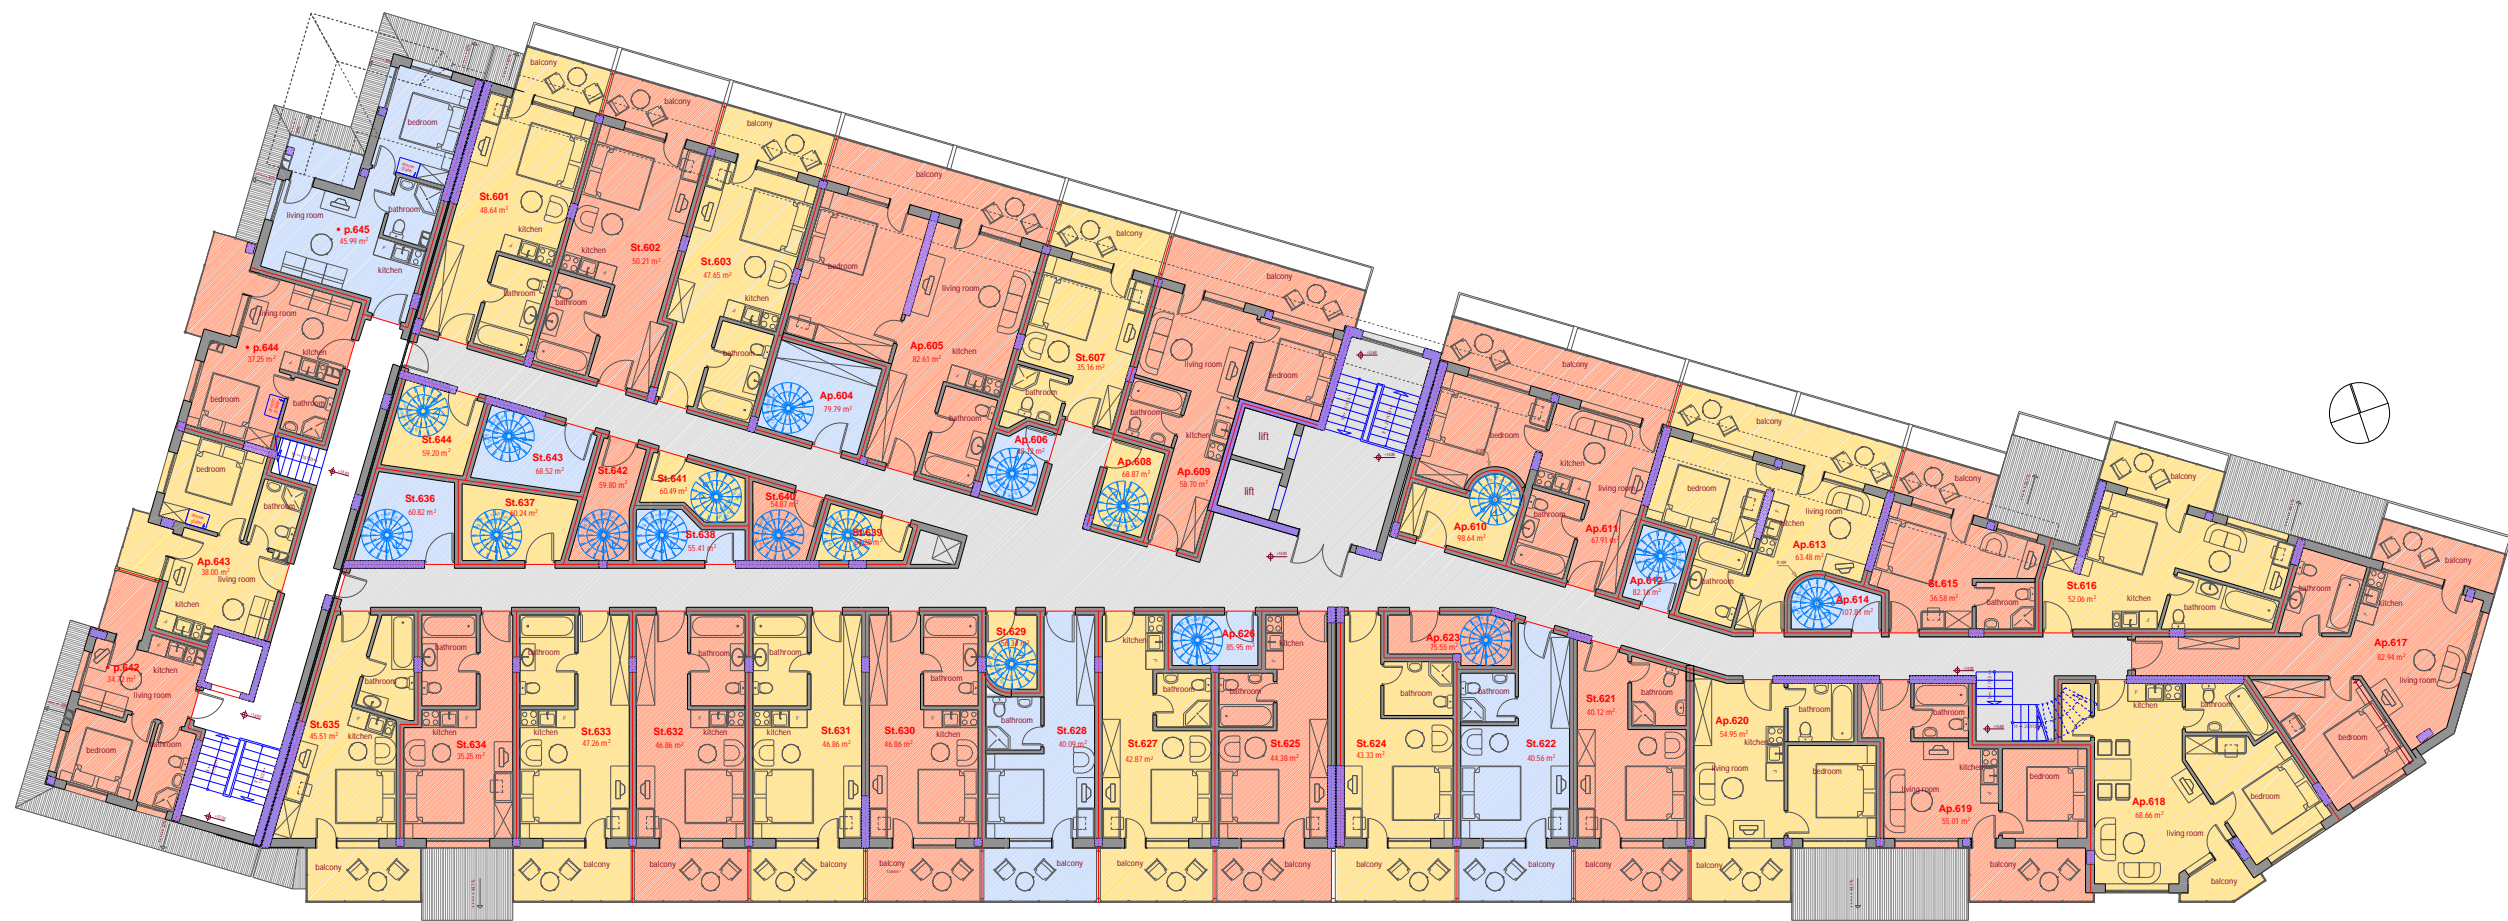 balcony
balcony
balcony
balcony
balcony
balcony
balcony
bedroom
living room
bathroom
• p.645
45.99 m²
kitchen
St.601
48.64 m²
kitchen
bathroom
St.602
50.21 m²
kitchen
bathroom
St.603
47.65 m²
kitchen
bathroom
bedroom
living room
Ap.605
82.61 m²
kitchen
bathroom
Ap.604
79.79 m²
St.607
35.16 m²
bathroom
Ap.606
living room
bedroom
bathroom
kitchen
Ap.608
68.87 m²
Ap.609
58.70 m²
lift
lift
living room
• p.644
37.25 m²
kitchen
bedroom
bathroom
St.644
59.20 m²
St.643
68.52 m²
St.642
59.80 m²
St.641
60.49 m²
St.640
54.87 m²
St.639
St.636
60.82 m²
St.637
60.24 m²
St.638
55.41 m²
bedroom
bathroom
Ap.643
38.00 m²
living room
kitchen
• p.642
34.72 m²
kitchen
living room
bedroom
bathroom
balcony
bedroom
kitchen
living room
Ap.610
98.64 m²
bathroom
Ap.611
67.91 m²
balcony
bedroom
living room
kitchen
Ap.613
63.48 m²
Ap.612
82.16 m²
bathroom
Ap.614
107.81 m²
balcony
St.615
36.58 m²
bathroom
balcony
St.616
52.06 m²
kitchen
bathroom
balcony
bathroom
kitchen
Ap.617
82.94 m²
living room
bedroom
St.635
45.51 m²
bathroom
kitchen
balcony
bathroom
kitchen
St.634
35.25 m²
bathroom
kitchen
St.633
47.26 m²
balcony
bathroom
St.632
46.86 m²
kitchen
balcony
bathroom
kitchen
St.631
46.86 m²
balcony
St.630
46.86 m²
bathroom
kitchen
balcony
St.629
bathroom
St.628
40.09 m²
balcony
kitchen
bathroom
St.627
42.87 m²
balcony
Ap.626
85.95 m²
kitchen
bathroom
St.625
44.38 m²
balcony
St.624
43.33 m²
bathroom
balcony
Ap.623
75.55 m²
bathroom
St.622
40.56 m²
balcony
St.621
40.12 m²
bathroom
balcony
Ap.620
54.95 m²
bathroom
kitchen
living room
bedroom
balcony
bathroom
kitchen
living room
Ap.619
55.01 m²
bedroom
balcony
kitchen
bathroom
Ap.618
68.66 m²
living room
bedroom
balcony